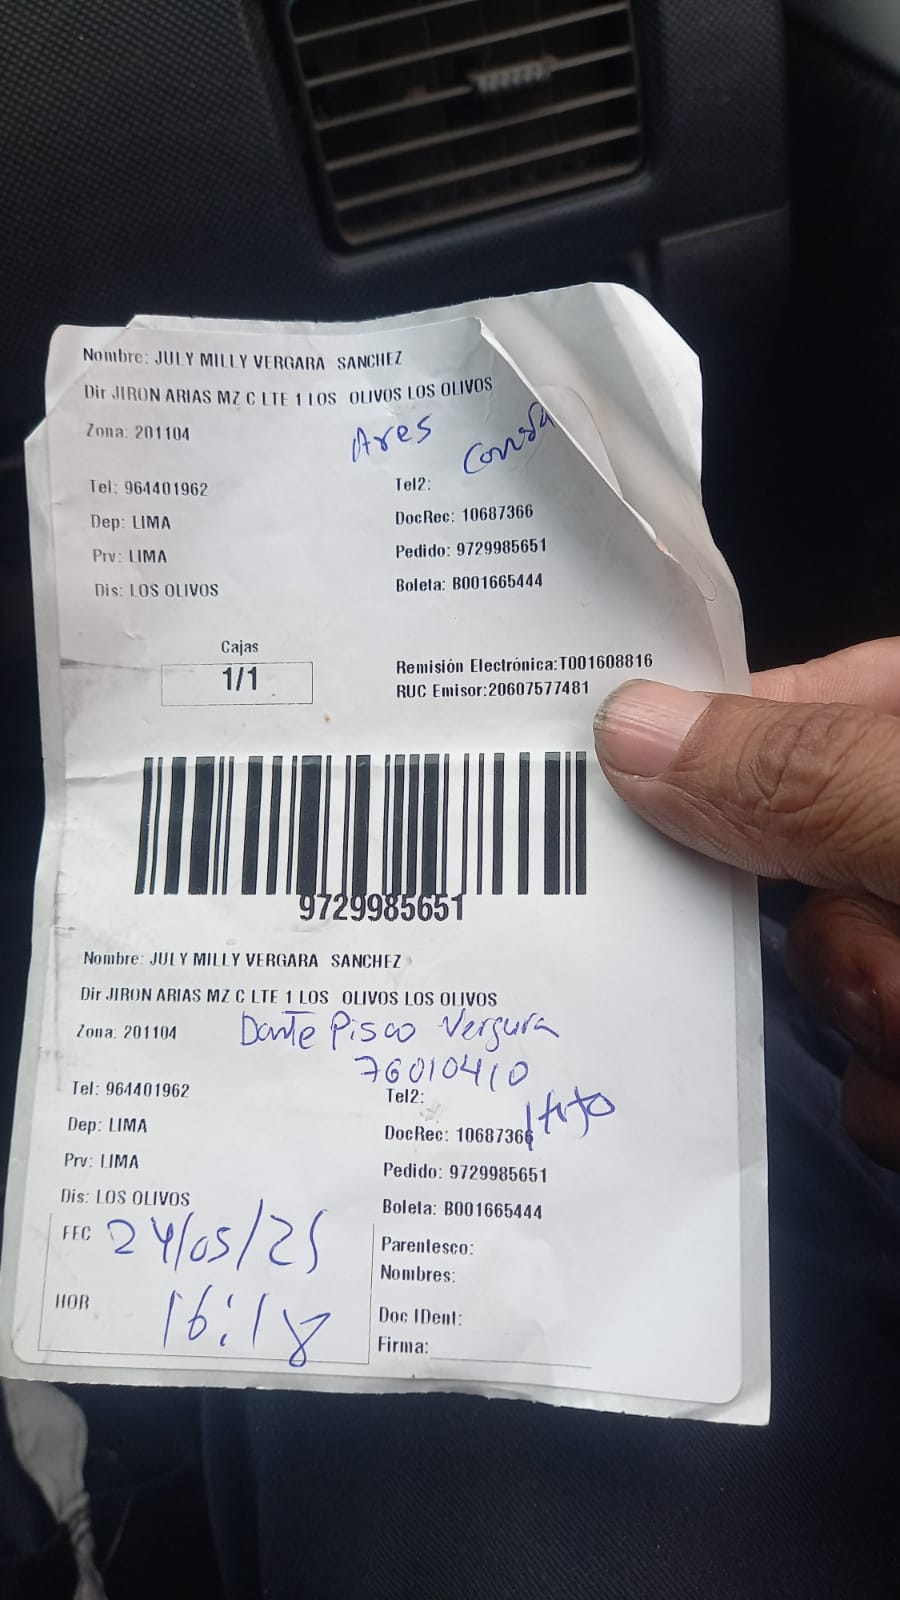 Nombre: JULY MILLY VERGARA SANCHEZ
Dir JIRON ARIAS MZ C LTE 1 LOS OLIVOS LOS OLIVOS
Zona: 201104
Ares
Tel: 964401962
Tel2:
Dep: LIMA
DocRec: 10687366
Prv: LIMA
Pedido: 9729985651
Dis: LOS OLIVOS
Boleta: B001665444
Cajas
1/1
Remisión Electrónica:T001608816
RUC Emisor:20607577481
9729985651
Nombre: JULY MILLY VERGARA SANCHEZ
Dir JIRON ARIAS MZ C LTE 1 LOS OLIVOS LOS OLIVOS
Zona: 201104
Dante Pisco Vergara
76010410
Tel: 964401962
Tel2:
Dep: LIMA
DocRec: 10687366
Prv: LIMA
Pedido: 9729985651
Dis: LOS OLIVOS
Boleta: B001665444
FEC 24/05/25
Parentesco:
Nombres:
HOR 16:18
Doc IDent:
Firma: